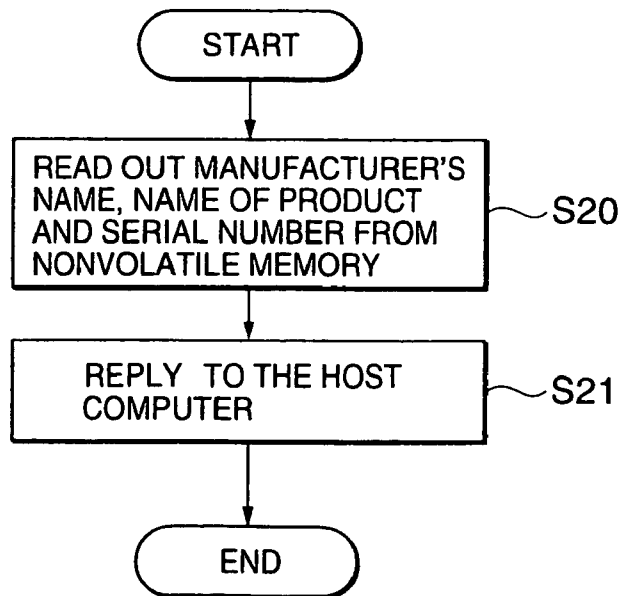 START
READ OUT MANUFACTURER'S
NAME, NAME OF PRODUCT
AND SERIAL NUMBER FROM
NONVOLATILE MEMORY
S20
REPLY TO THE HOST
COMPUTER
S21
END